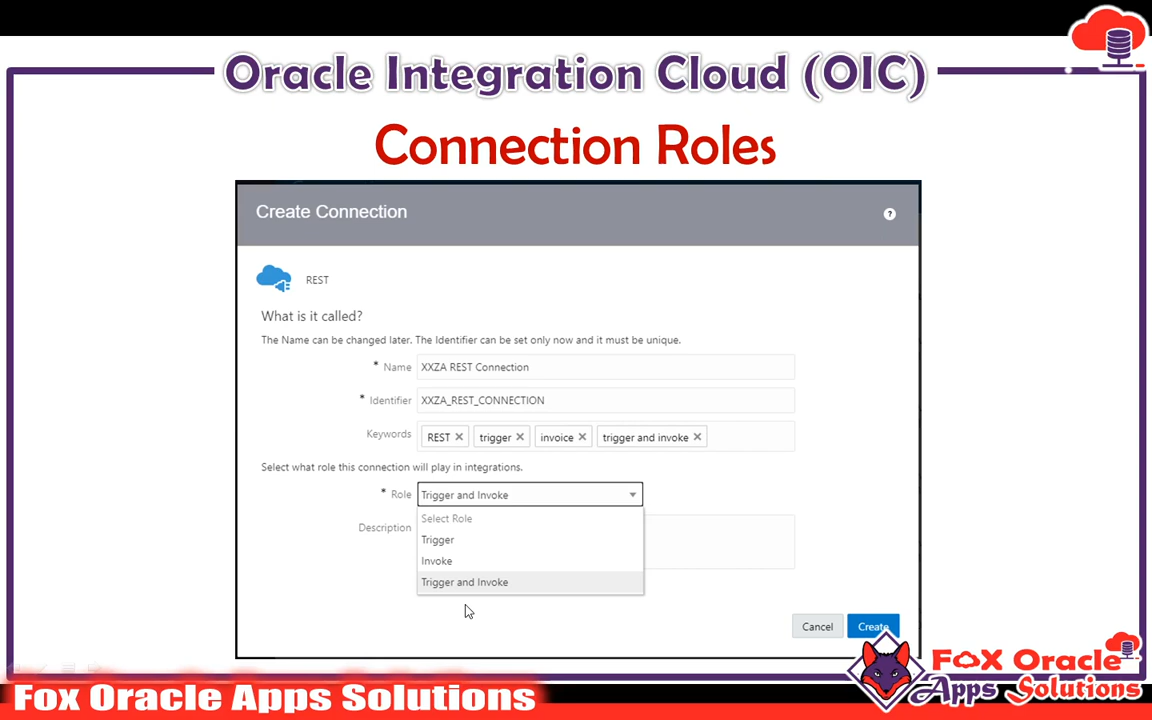 Oracle Integration Cloud (OIC)
Connection Roles
Create Connection
?
REST
What is it called?
The Name can be changed later. The Identifier can be set only now and it must be unique.
* Name XXZA REST Connection
* Identifier XXZA_REST_CONNECTION
Keywords REST × trigger × invoice × trigger and invoke ×
Select what role this connection will play in integrations.
* Role Trigger and Invoke
Select Role
Description
Trigger
Invoke
Trigger and Invoke
Cancel Create
Fox Oracle
Apps Solutions
Fox Oracle Apps Solutions